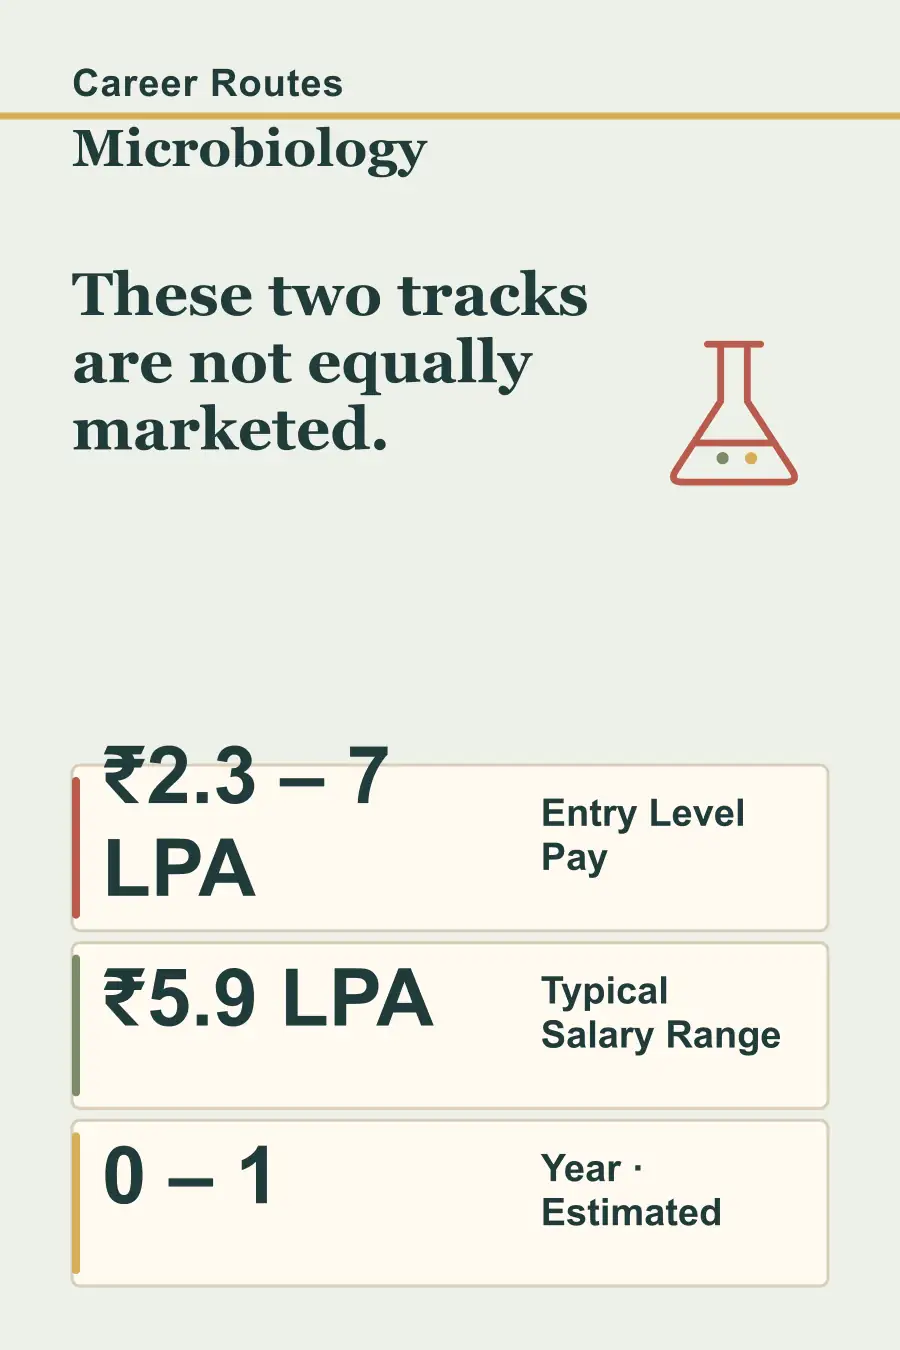 Career Routes
Microbiology
These two tracks
are not equally
marketed.
₹2.3 – 7
LPA
Entry Level
Pay
₹5.9 LPA
Typical
Salary Range
0 – 1
Year ·
Estimated